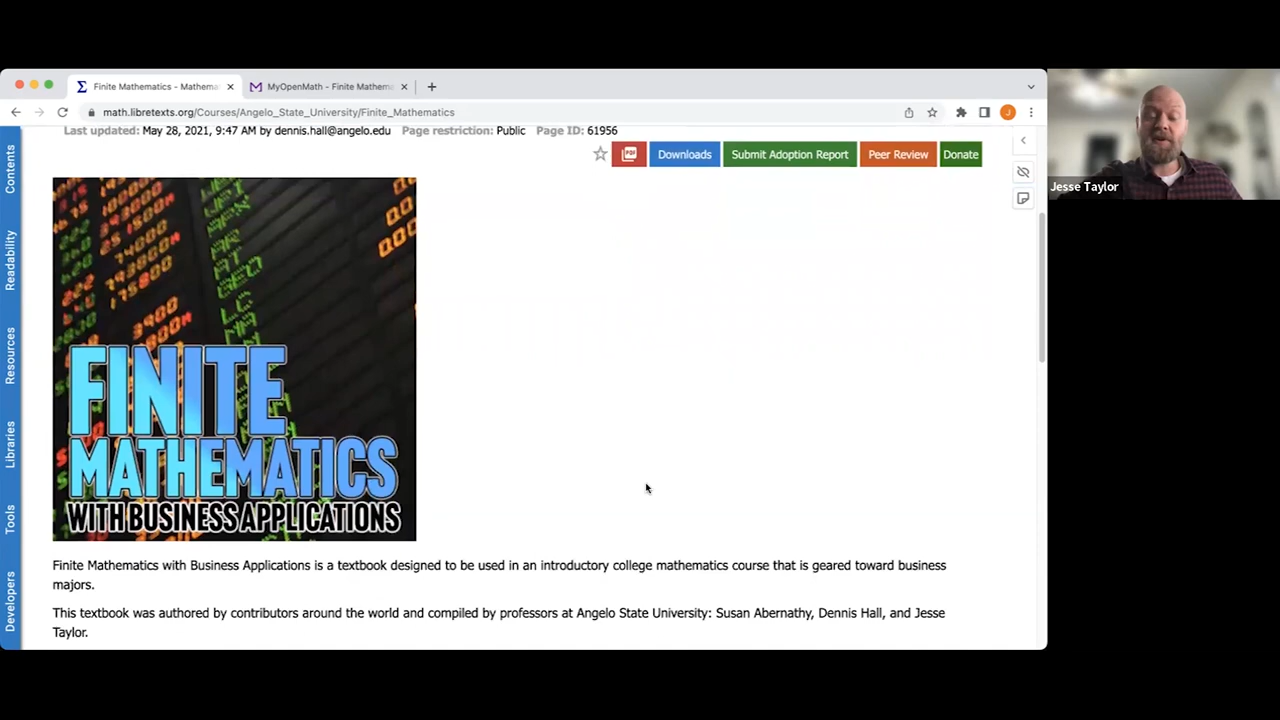 Finite Mathematics - Mathema
MyOpenMath - Finite Mathem
math.libretexts.org/Courses/Angelo_State_University/Finite_Mathematics
J
Last updated: May 28, 2021, 9:47 AM by dennis.hall@angelo.edu Page restriction: Public Page ID: 61956
PDF Downloads Submit Adoption Report Peer Review Donate
Contents
Readability
Resources
Libraries
Tools
Developers
FINITE
MATHEMATICS
WITH BUSINESS APPLICATIONS
Finite Mathematics with Business Applications is a textbook designed to be used in an introductory college mathematics course that is geared toward business
majors.
This textbook was authored by contributors around the world and compiled by professors at Angelo State University: Susan Abernathy, Dennis Hall, and Jesse
Taylor.
Jesse Taylor